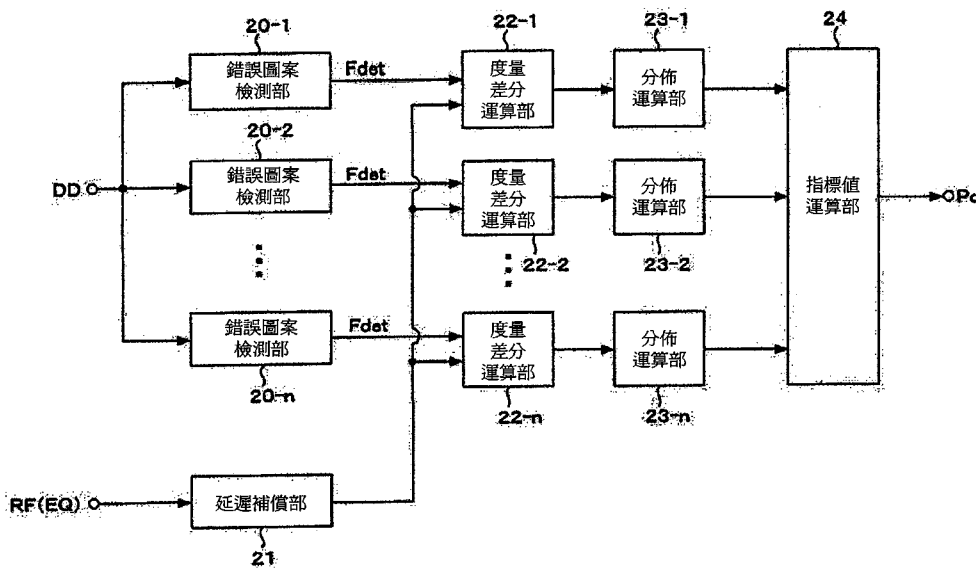 20-1
錯誤圖案
檢測部
Fdet
22-1
度量
差分
運算部
23-1
分佈
運算部
24
指標值
運算部
DD
20-2
錯誤圖案
檢測部
Fdet
度量
差分
運算部
22-2
分佈
運算部
23-2
錯誤圖案
檢測部
20-n
Fdet
度量
差分
運算部
22-n
分佈
運算部
23-n
RF(EQ)
延遲補償部
21